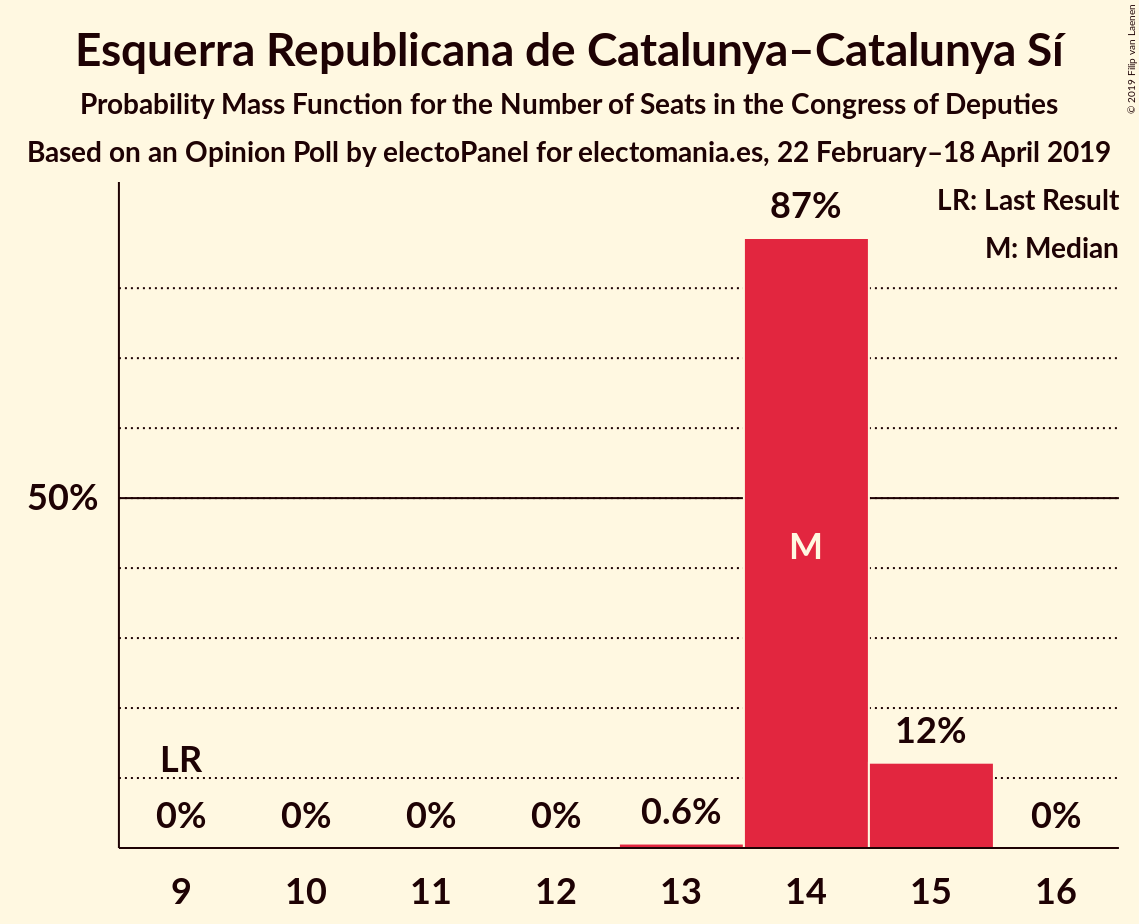 Esquerra Republicana de Catalunya–Catalunya Sí
Probability Mass Function for the Number of Seats in the Congress of Deputies
Based on an Opinion Poll by electoPanel for electomania.es, 22 February–18 April 2019
© 2019 Filip van Laenen
LR: Last Result
M: Median
87%
50%
M
12%
LR
0%
0%
0%
0%
0.6%
0%
9
10
11
12
13
14
15
16